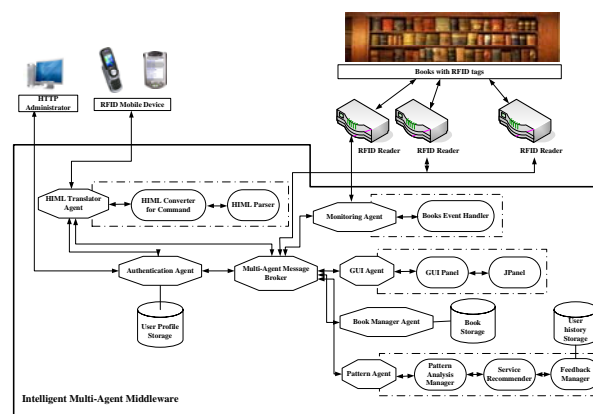 Books with RFID tags
HTTP
Administrator
RFID Mobile Device
RFID Reader
RFID Reader
RFID Reader
HIML Translator
Agent
HIML Converter
for Command
HIML Parser
Monitoring Agent
Books Event Handler
Authentication Agent
Multi-Agent Message
Broker
GUI Agent
GUI Panel
JPanel
User Profile
Storage
Book Manager Agent
Book
Storage
User
history
Storage
Pattern Agent
Pattern
Analysis
Manager
Service
Recommender
Feedback
Manager
Intelligent Multi-Agent Middleware